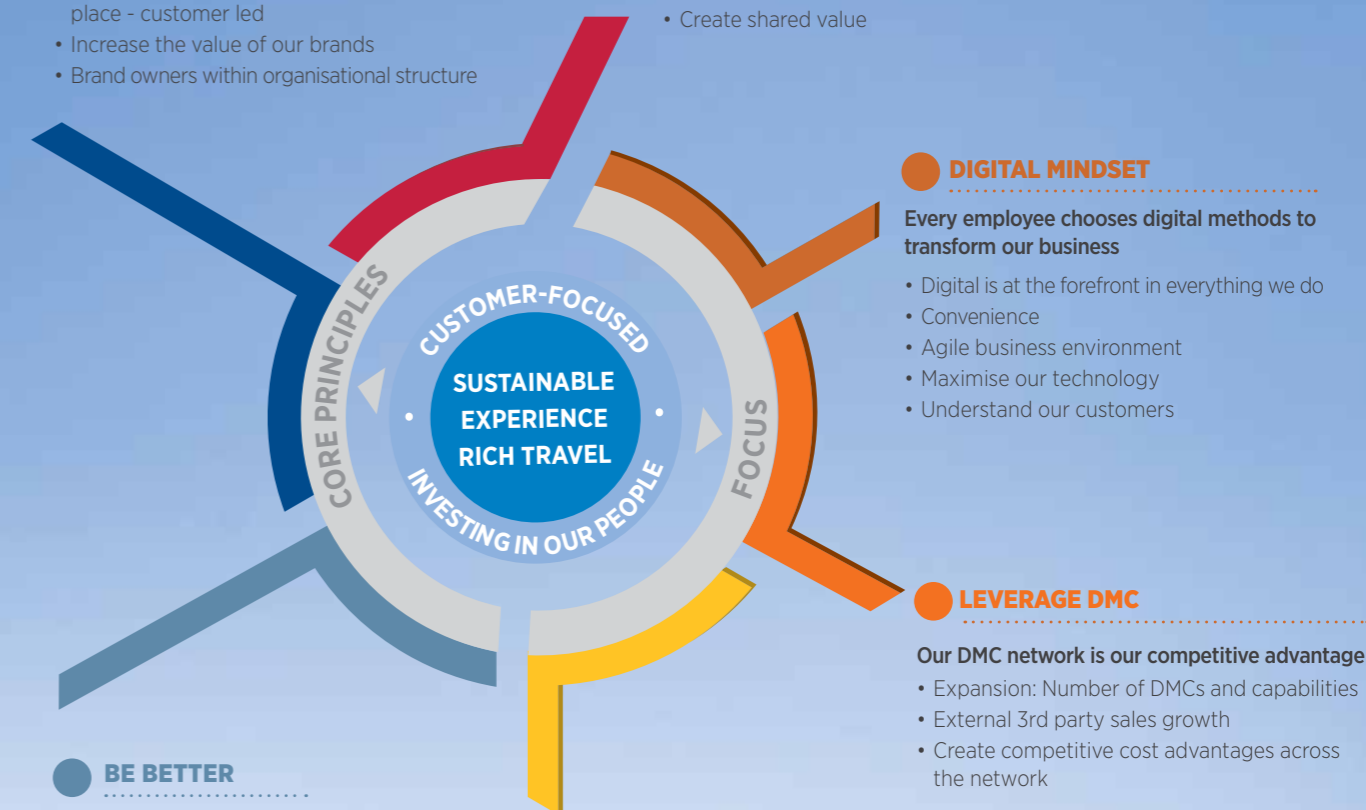 place - customer led
• Increase the value of our brands
• Brand owners within organisational structure
• Create shared value
CORE PRINCIPLES
CUSTOMER-FOCUSED
SUSTAINABLE
EXPERIENCE
RICH TRAVEL
INVESTING IN OUR PEOPLE
FOCUS
DIGITAL MINDSET
Every employee chooses digital methods to
transform our business
• Digital is at the forefront in everything we do
• Convenience
• Agile business environment
• Maximise our technology
• Understand our customers
LEVERAGE DMC
Our DMC network is our competitive advantage
• Expansion: Number of DMCs and capabilities
• External 3rd party sales growth
• Create competitive cost advantages across
the network
BE BETTER